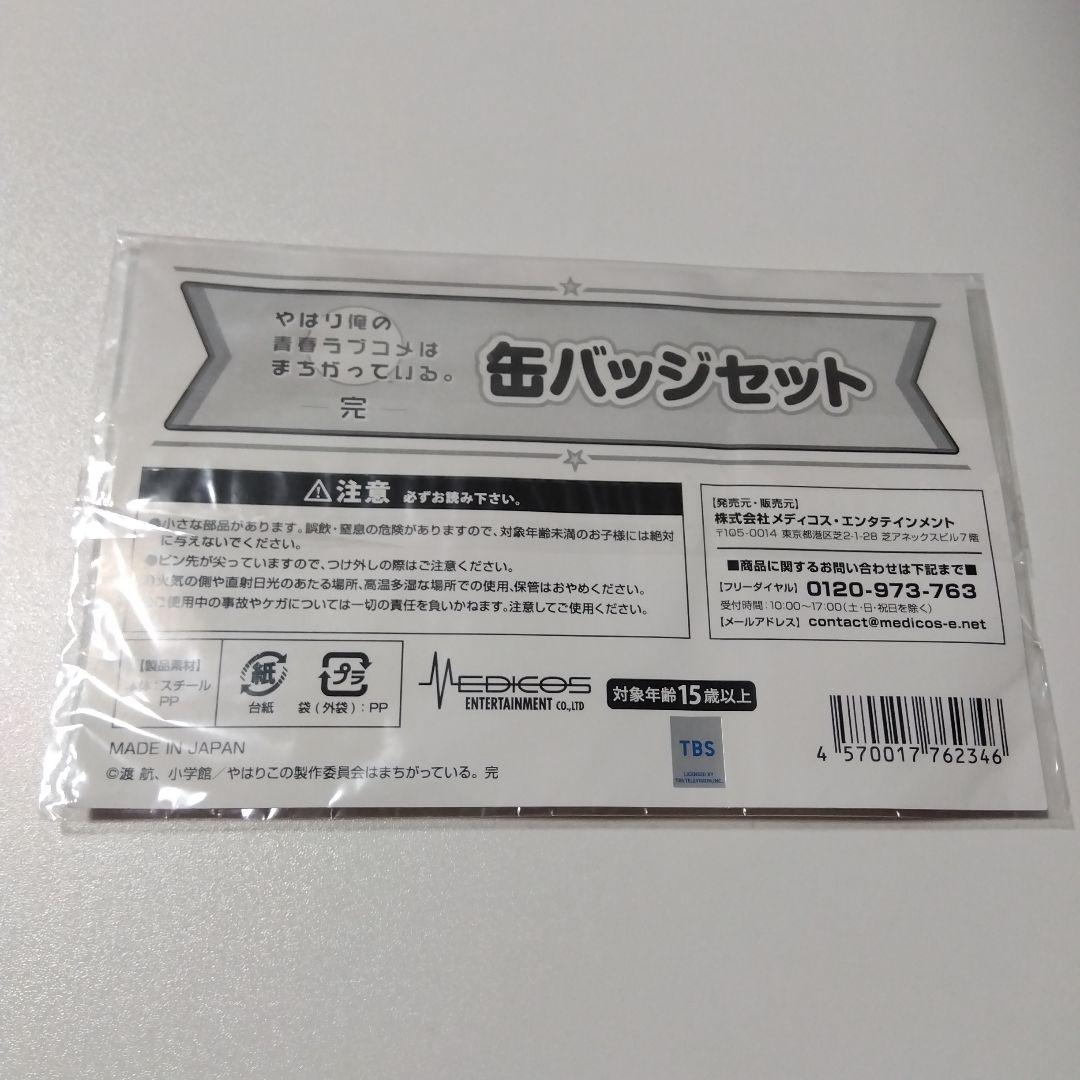 やはり俺の
青春ラブコメは
まちがっている。
完
缶バッジセット
注意 必ずお読み下さい。
●小さな部品があります。誤飲・窒息の危険がありますので、対象年齢未満のお子様には絶対
に与えないでください。
●ピン先が尖っていますので、つけ外しの際はご注意ください。
火気の側や直射日光のあたる場所、高温多湿な場所での使用、保管はおやめください。
ご使用中の事故やケガについては一切の責任を負いかねます。注意してご使用ください。
[発売元・販売元]
株式会社メディコス・エンタテインメント
〒105-0014 東京都港区芝2-1-28 芝アネックスビル7階
■商品に関するお問い合わせは下記まで■
【フリーダイヤル】 0120-973-763
受付時間:10:00~17:00(土・日・祝日を除く)
【メールアドレス】 contact@medicos-e.net
【製品素材】
スチール
PP
紙
台紙
プラ
袋(外袋):PP
MEDICOS
ENTERTAINMENT CO.,LTD
対象年齢15歳以上
TBS
LICENSED BY
TBS TELEVISION, INC.
4 570017 762346
MADE IN JAPAN
©渡 航、小学館/やはりこの製作委員会はまちがっている。完